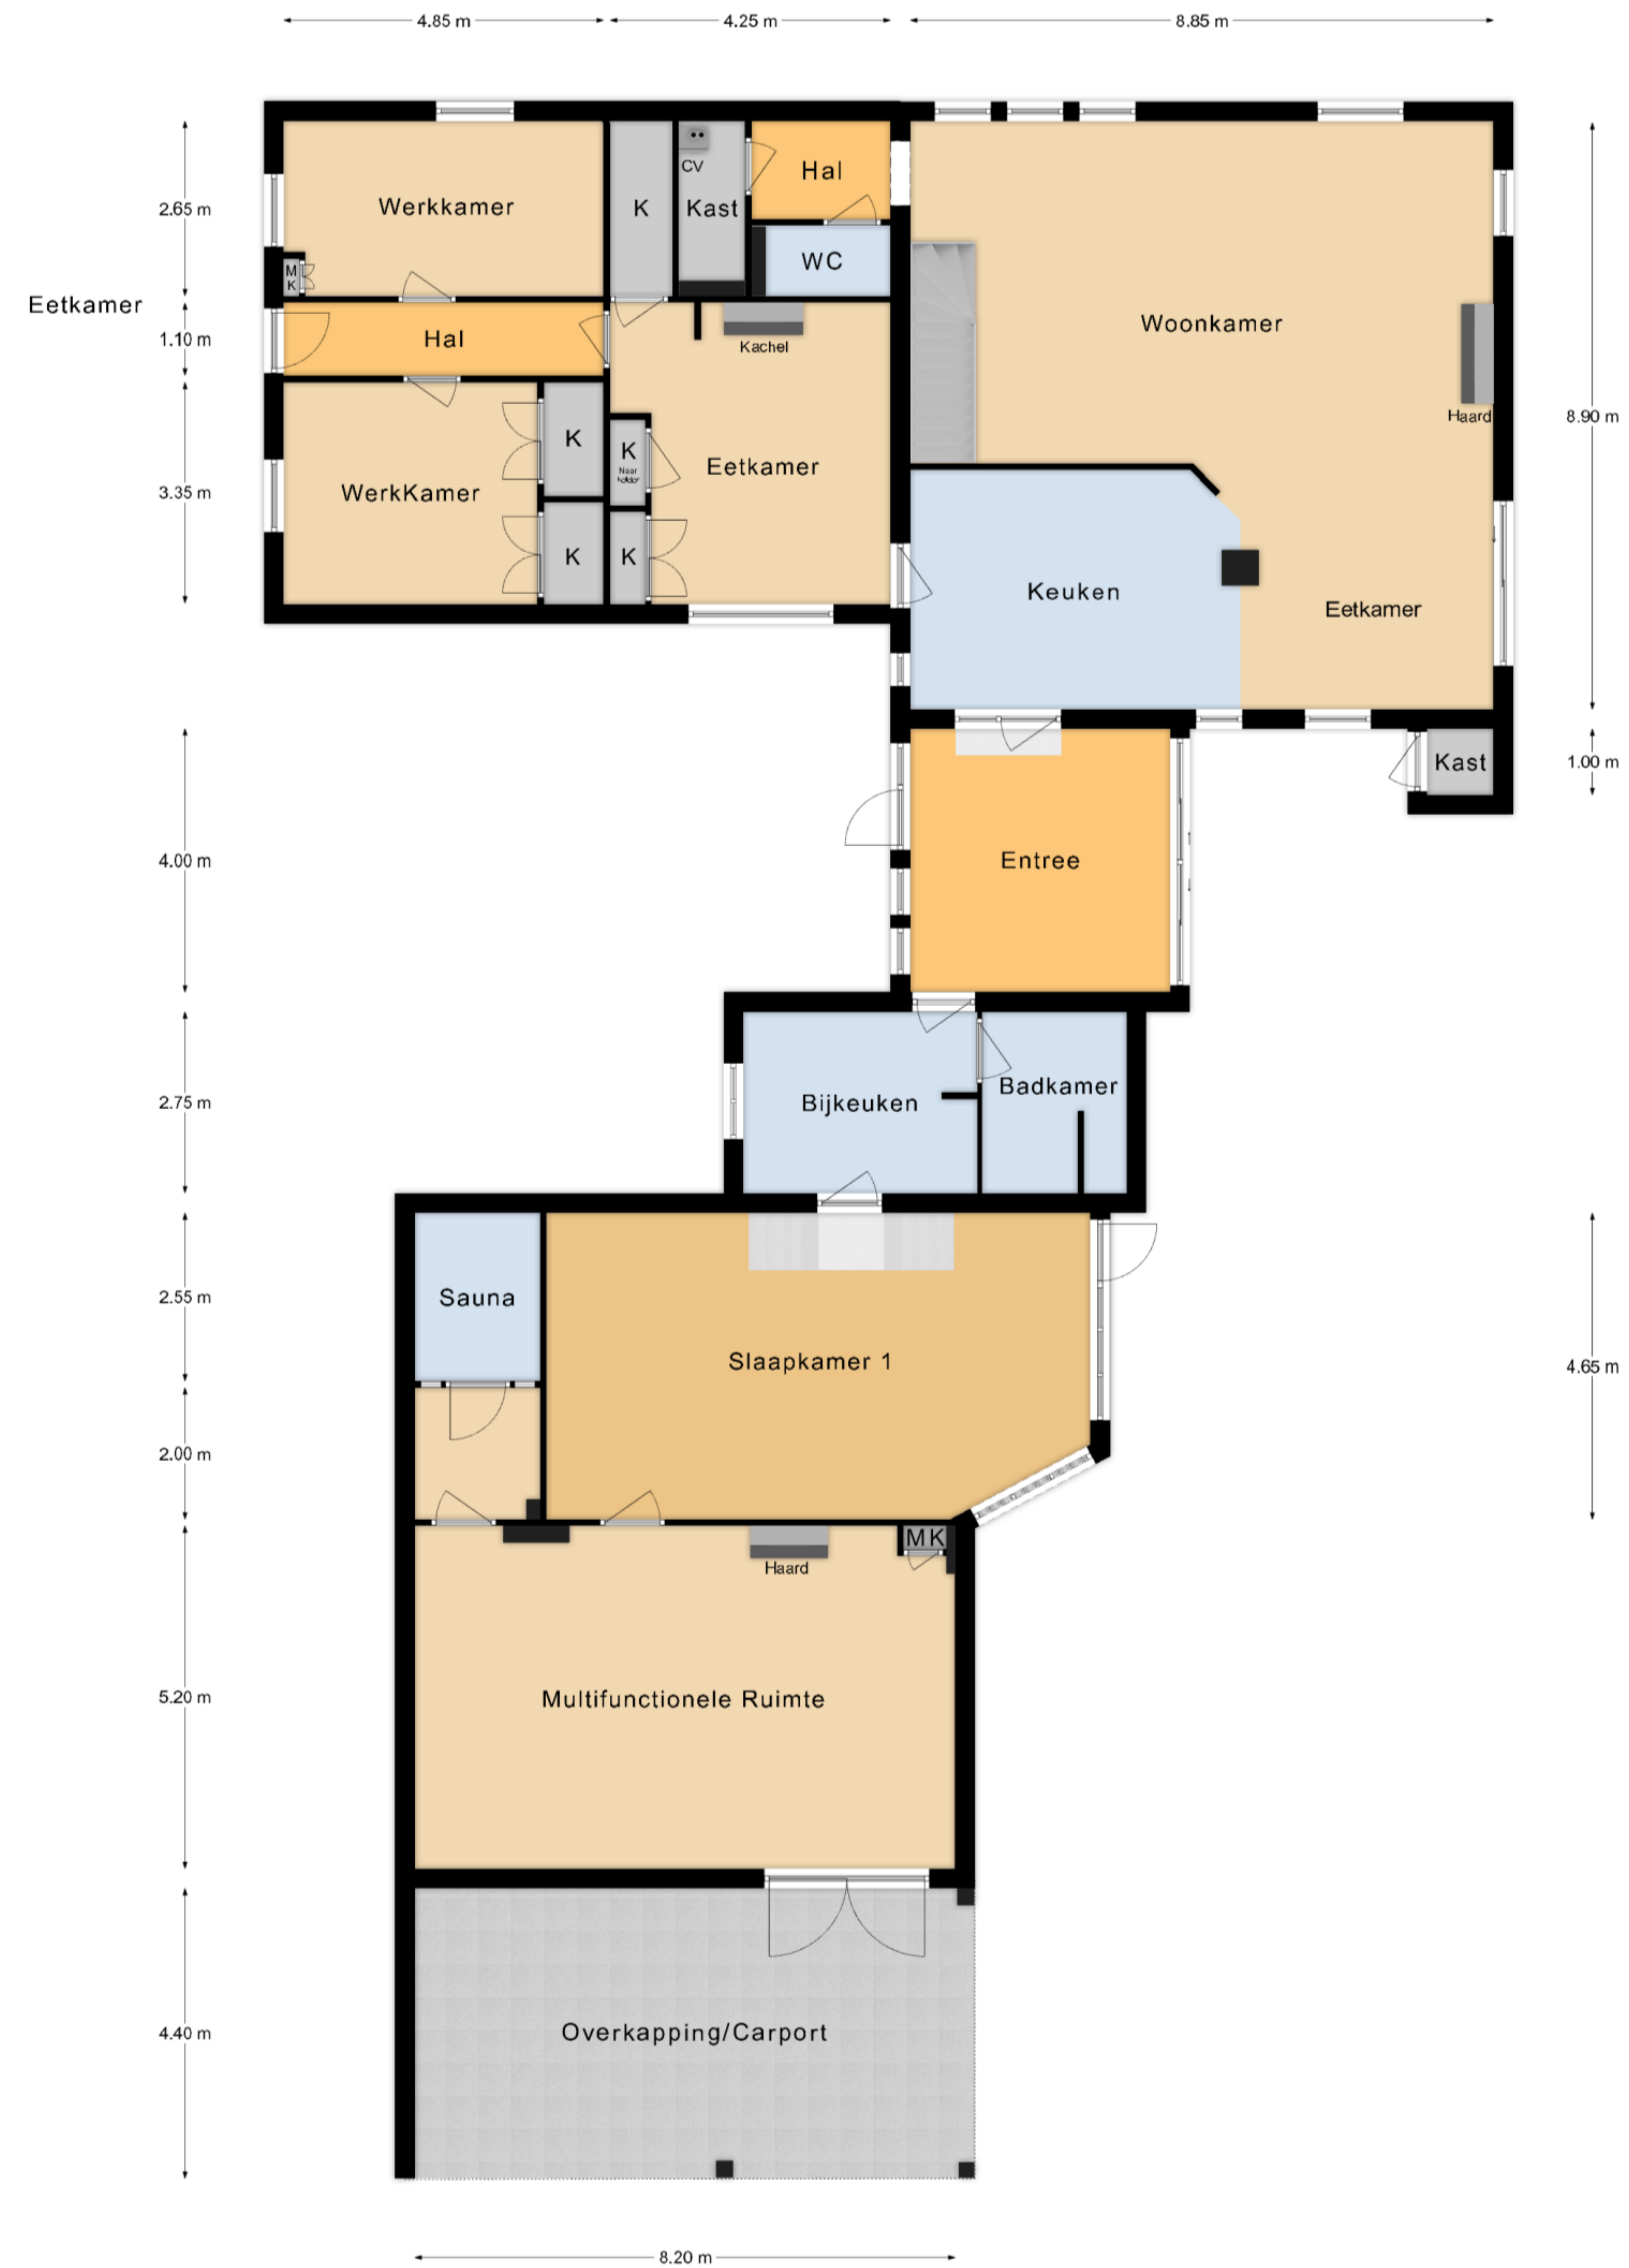 4.85 m
4.25 m
8.85 m
Eetkamer
2.65 m
1.10 m
3.35 m
4.00 m
2.75 m
2.55 m
2.00 m
5.20 m
4.40 m
8.90 m
1.00 m
4.65 m
8.20 m
Werkkamer
M
K
K
CV
Kast
Hal
WC
Hal
Kachel
Woonkamer
Haard
WerkKamer
K
K
K
Naar
kelder
K
Eetkamer
Keuken
Eetkamer
Kast
Entree
Bijkeuken
Badkamer
Sauna
Slaapkamer 1
MK
Haard
Multifunctionele Ruimte
Overkapping/Carport